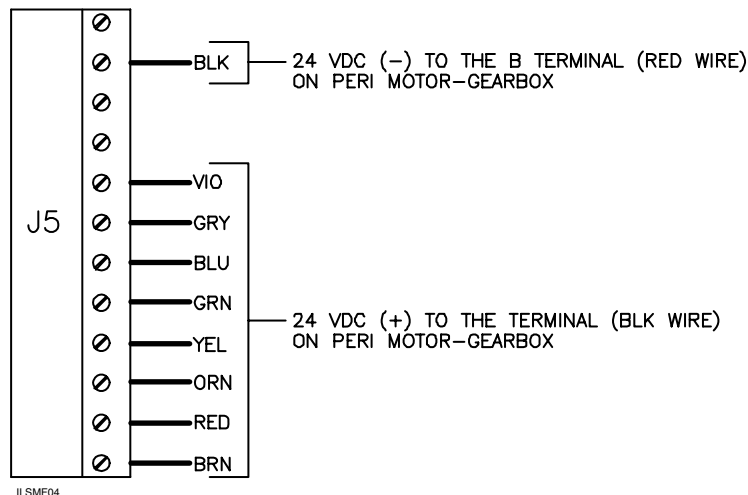 BLK
24 VDC (-) TO THE B TERMINAL (RED WIRE)
ON PERI MOTOR-GEARBOX
J5
VIO
GRY
BLU
GRN
YEL
ORN
RED
BRN
24 VDC (+) TO THE TERMINAL (BLK WIRE)
ON PERI MOTOR-GEARBOX
ILSMF04